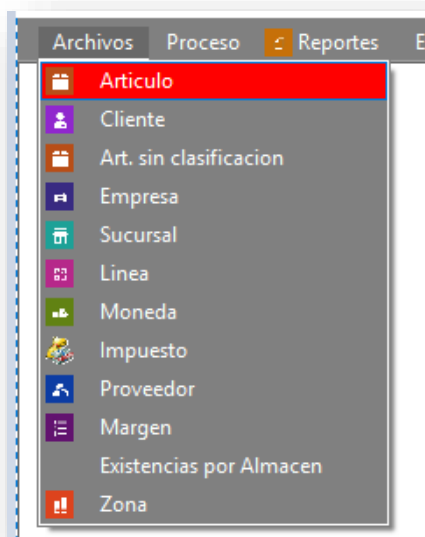 Archivos Proceso Reportes E
Articulo
Cliente
Art. sin clasificacion
Empresa
Sucursal
Linea
Moneda
Impuesto
Proveedor
Margen
Existencias por Almacen
Zona